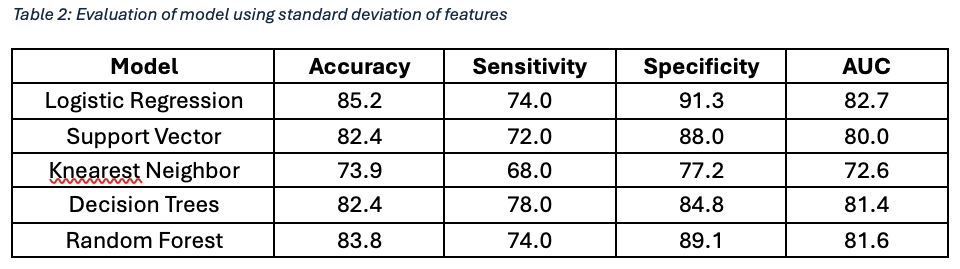 Table 2: Evaluation of model using standard deviation of features
Model Accuracy Sensitivity Specificity AUC
Logistic Regression 85.2 74.0 91.3 82.7
Support Vector 82.4 72.0 88.0 80.0
Knearest Neighbor 73.9 68.0 77.2 72.6
Decision Trees 82.4 78.0 84.8 81.4
Random Forest 83.8 74.0 89.1 81.6